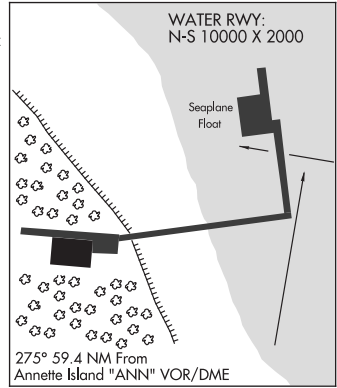 WATER RWY:
N-S 10000 X 2000
Seaplane
Float
275° 59.4 NM From
Annette Island "ANN" VOR/DME